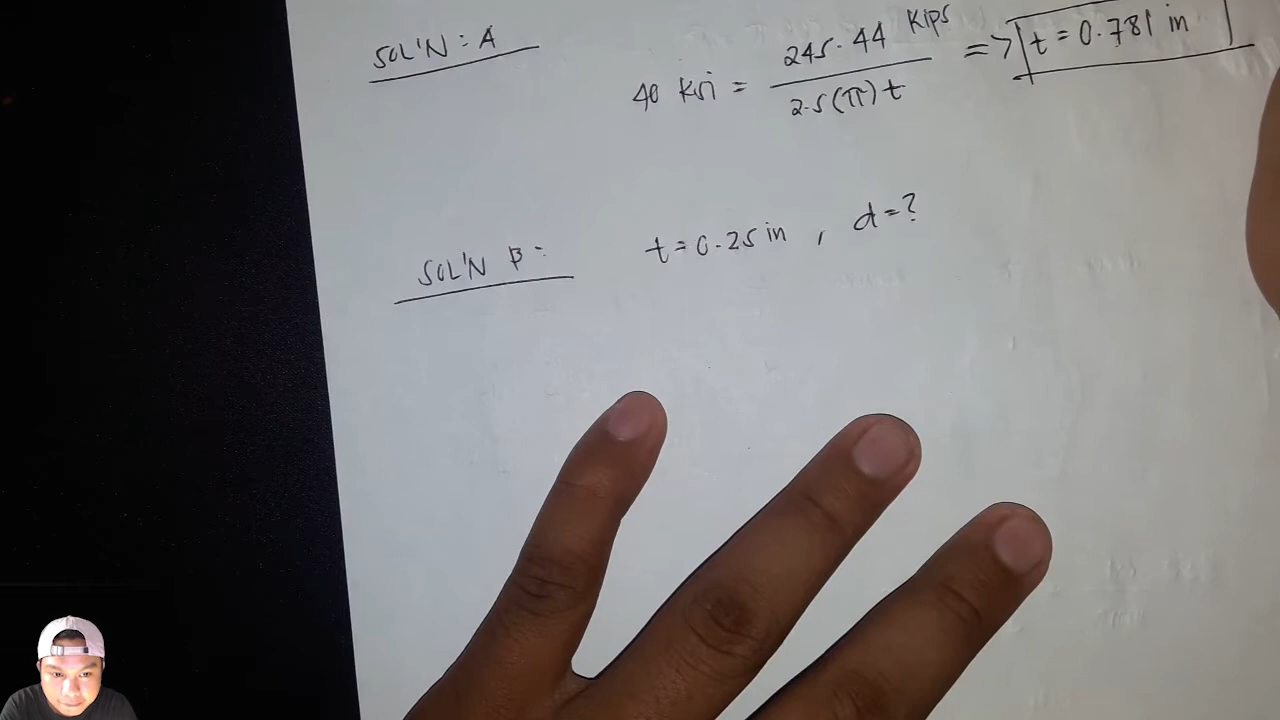 SOL'N : A
40 ksi = 245.44 kips / 2.5(π)t => t = 0.781 in
SOL'N B: t = 0.25 in , d = ?